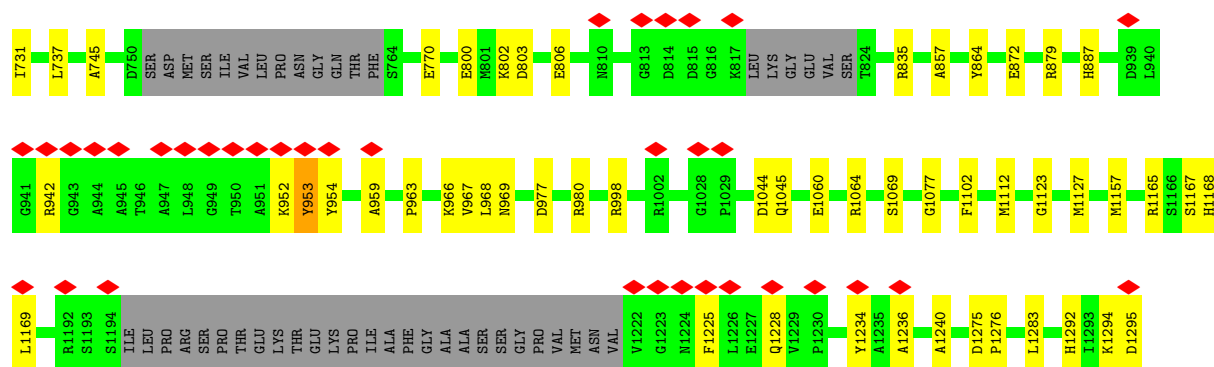 I731 L737 A745 D750 SER ASP MET SER ILE VAL LEU PRO ASN GLY GLN THR PHE S764 E770 E800 M801 K802 D803 E806 N810 G813 D814 D815 G816 K817 LEU LYS GLY GLU VAL SER T824 R835 A857 Y864 E872 R879 H887 D939 L940
G941 R942 G943 A944 A945 T946 A947 L948 G949 T950 A951 K952 Y953 Y954 A959 P963 K966 V967 L968 N969 D977 R980 R998 R1002 G1028 P1029 D1044 Q1045 E1060 R1064 S1069 G1077 F1102 M1112 G1123 M1127 M1157 R1165 S1166 S1167 H1168
L1169 R1192 S1193 S1194 ILE LEU PRO ARG SER PRO THR GLU LYS THR GLU LYS PRO ILE ALA PHE GLY ALA ALA SER SER GLY PRO VAL MET ASN VAL V1222 G1223 N1224 F1225 L1226 E1227 Q1228 V1229 P1230 Y1234 A1235 A1236 A1240 D1275 P1276 L1283 H1292 I1293 K1294 D1295